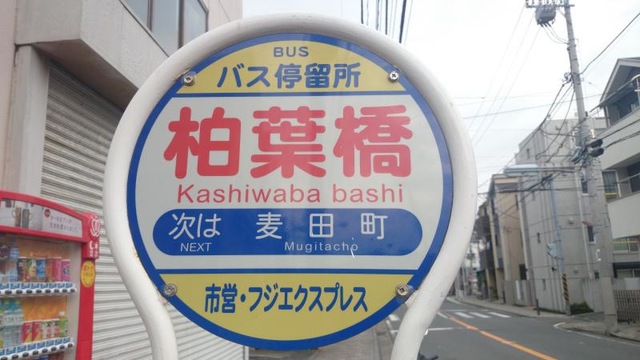 BUS
バス停留所
柏葉橋
Kashiwaba bashi
次は 麦田町
NEXT Mugitacho
市営・フジエクスプレス